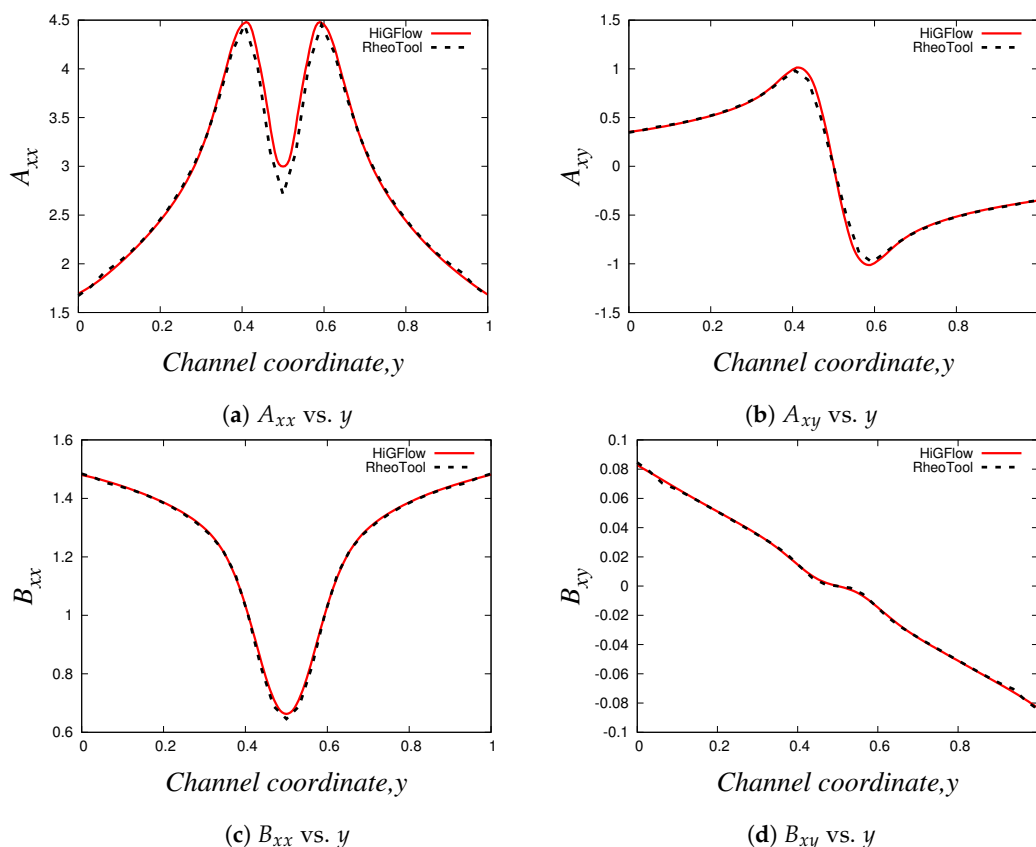 4.5
4
3.5
3
2.5
2
1.5
A_xx
HiGFlow
RheoTool
0 0.2 0.4 0.6 0.8 1
Channel coordinate,y
(a) A_xx vs. y
1.5
1
0.5
0
-0.5
-1
-1.5
A_xy
HiGFlow
RheoTool
0 0.2 0.4 0.6 0.8
Channel coordinate,y
(b) A_xy vs. y
1.6
1.4
1.2
1
0.8
0.6
B_xx
HiGFlow
RheoTool
0 0.2 0.4 0.6 0.8 1
Channel coordinate,y
(c) B_xx vs. y
0.1
0.08
0.06
0.04
0.02
0
-0.02
-0.04
-0.06
-0.08
-0.1
B_xy
HiGFlow
RheoTool
0 0.2 0.4 0.6 0.8
Channel coordinate,y
(d) B_xy vs. y